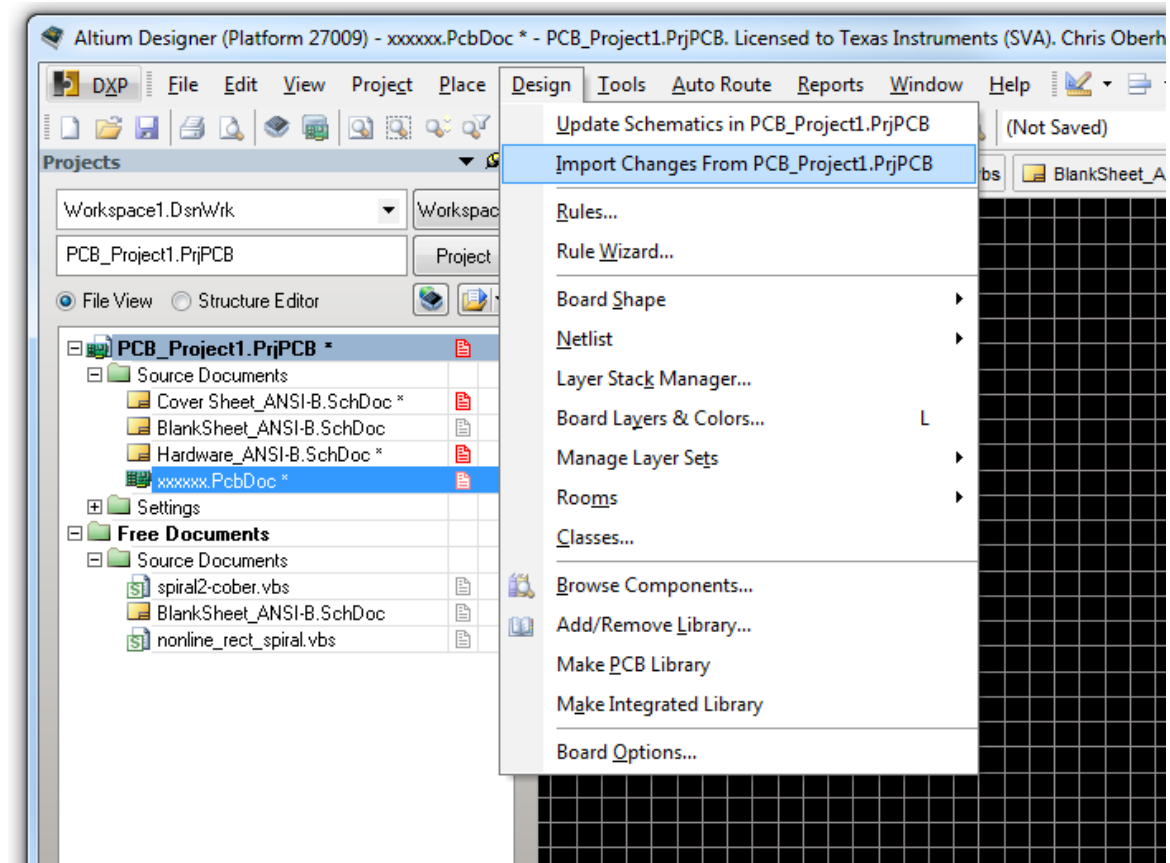 Altium Designer (Platform 27009) - xxxxxx.PcbDoc * - PCB_Project1.PrjPCB. Licensed to Texas Instruments (SVA). Chris Oberh
DXP File Edit View Project Place Design Tools Auto Route Reports Window Help
(Not Saved)
Projects
Workspace1.DsnWrk Workspac
PCB_Project1.PrjPCB Project
File View Structure Editor
PCB_Project1.PrjPCB *
Source Documents
Cover Sheet_ANSI-B.SchDoc *
BlankSheet_ANSI-B.SchDoc
Hardware_ANSI-B.SchDoc *
xxxxxx.PcbDoc *
Settings
Free Documents
Source Documents
spiral2-cober.vbs
BlankSheet_ANSI-B.SchDoc
nonline_rect_spiral.vbs
Update Schematics in PCB_Project1.PrjPCB
Import Changes From PCB_Project1.PrjPCB
Rules...
Rule Wizard...
Board Shape
Netlist
Layer Stack Manager...
Board Layers & Colors... L
Manage Layer Sets
Rooms
Classes...
Browse Components...
Add/Remove Library...
Make PCB Library
Make Integrated Library
Board Options...
bs BlankSheet_A